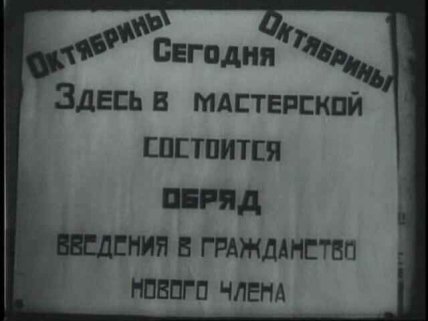 Октябрины Октябрины
Сегодня
Здесь в мастерской
состоится
обряд
введения в гражданство
нового члена